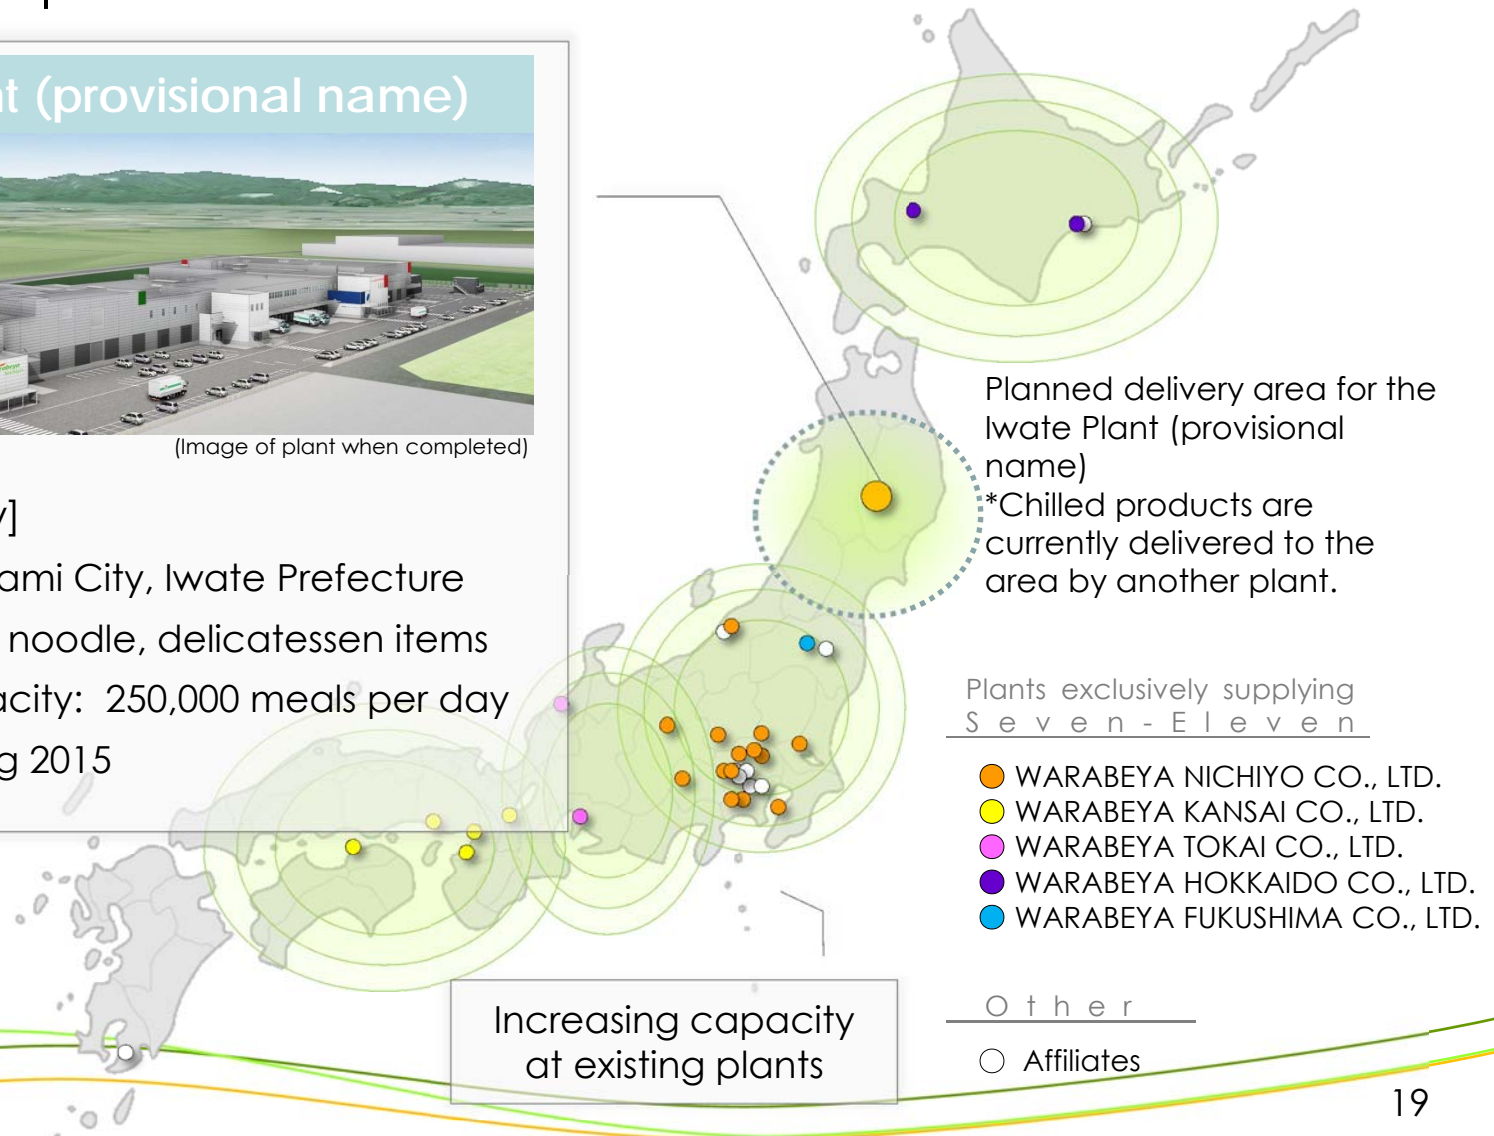 t (provisional name)
(Image of plant when completed)
y]
ami City, Iwate Prefecture
noodle, delicatessen items
acity: 250,000 meals per day
g 2015
Planned delivery area for the
Iwate Plant (provisional
name)
*Chilled products are
currently delivered to the
area by another plant.
Plants exclusively supplying
Seven-Eleven
WARABEYA NICHIYO CO., LTD.
WARABEYA KANSAI CO., LTD.
WARABEYA TOKAI CO., LTD.
WARABEYA HOKKAIDO CO., LTD.
WARABEYA FUKUSHIMA CO., LTD.
Other
Affiliates
Increasing capacity
at existing plants
19